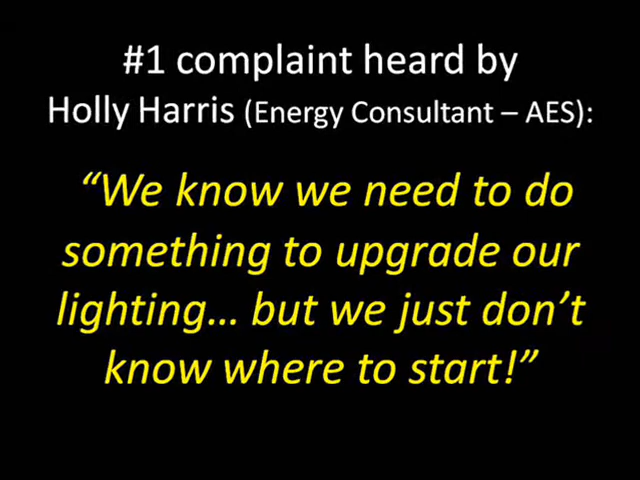 #1 complaint heard by
Holly Harris (Energy Consultant – AES):
“We know we need to do
something to upgrade our
lighting… but we just don’t
know where to start!”